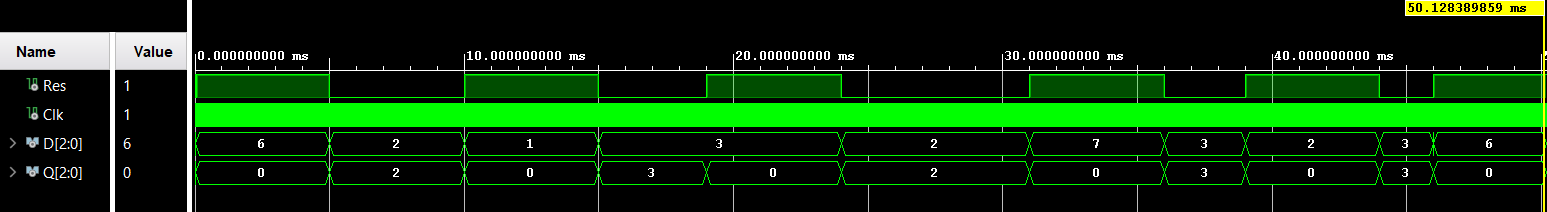 50.128389859 ms
Name Value 0.000000000 ms 10.000000000 ms 20.000000000 ms 30.000000000 ms 40.000000000 ms
Res 1
Clk 1
D[2:0] 6 6 2 1 3 2 7 3 2 3 6
Q[2:0] 0 0 2 0 3 0 2 0 3 0 3 0